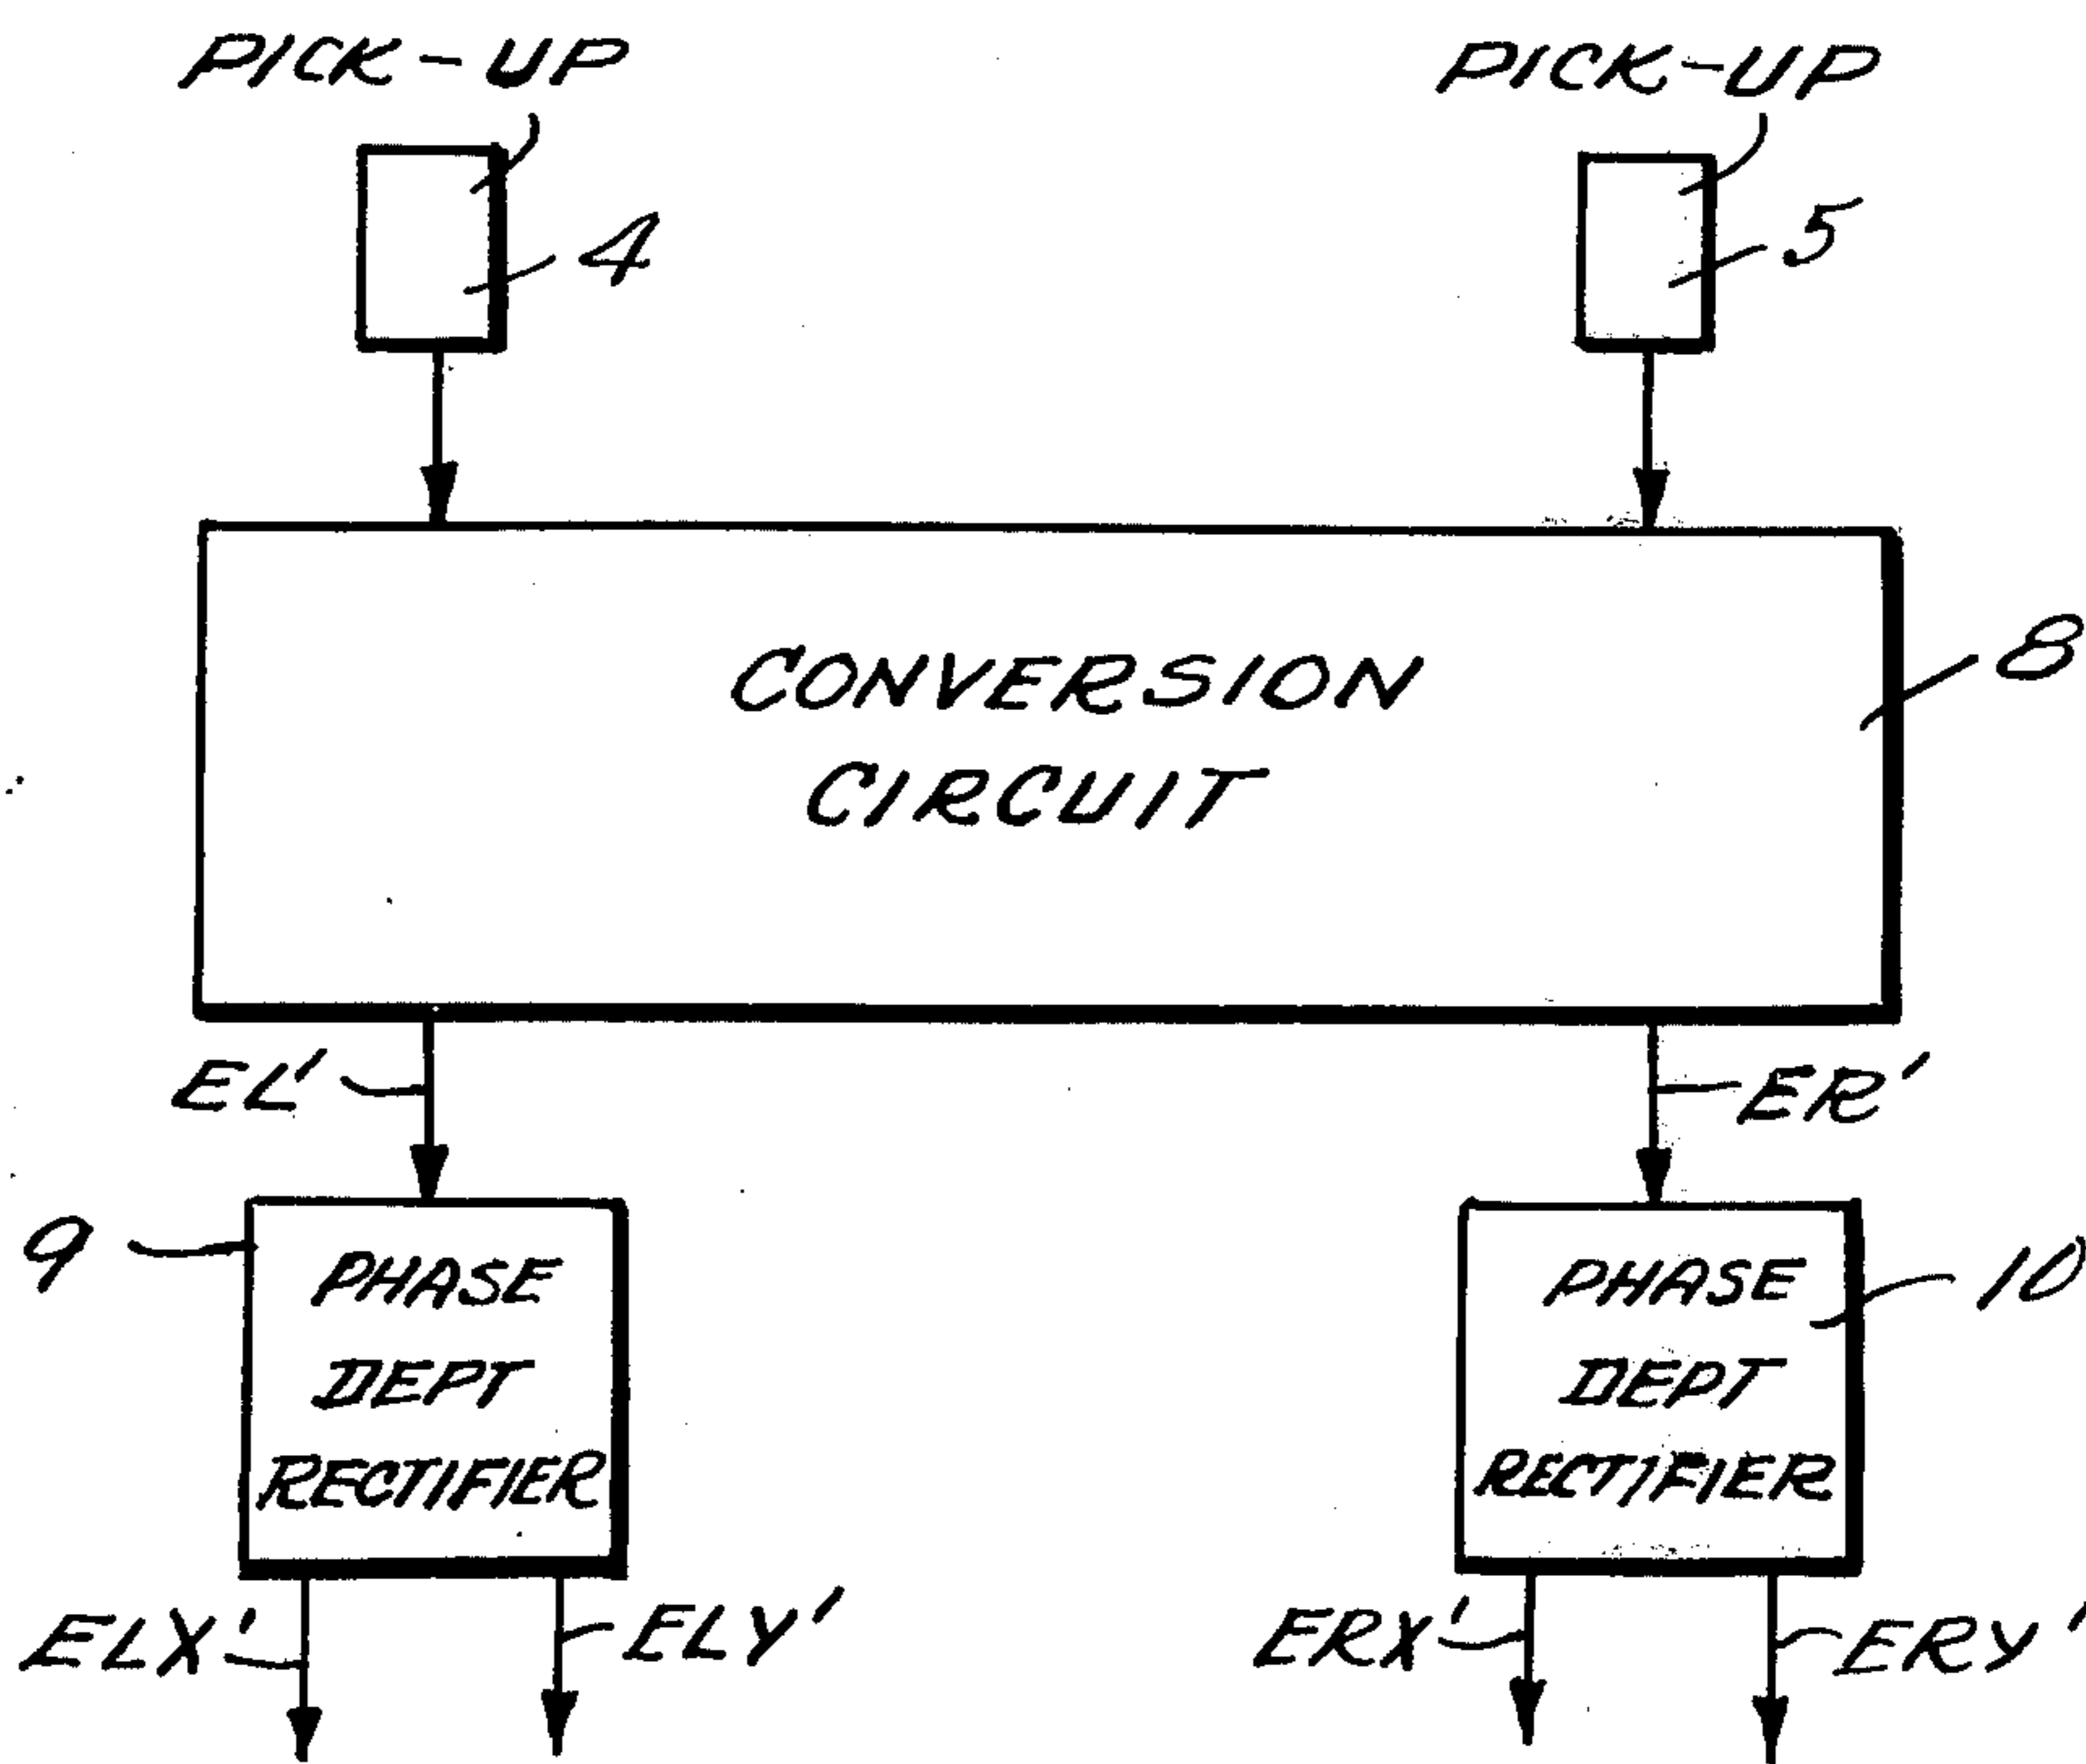 PICK-UP
PICK-UP
4
5
CONVERSION
CIRCUIT
8
EL'
ER'
9
PHASE
DEPT
RECTIFIER
PHASE
DEPT
RECTIFIER
10
ELX'
ELY'
ERX'
ERY'